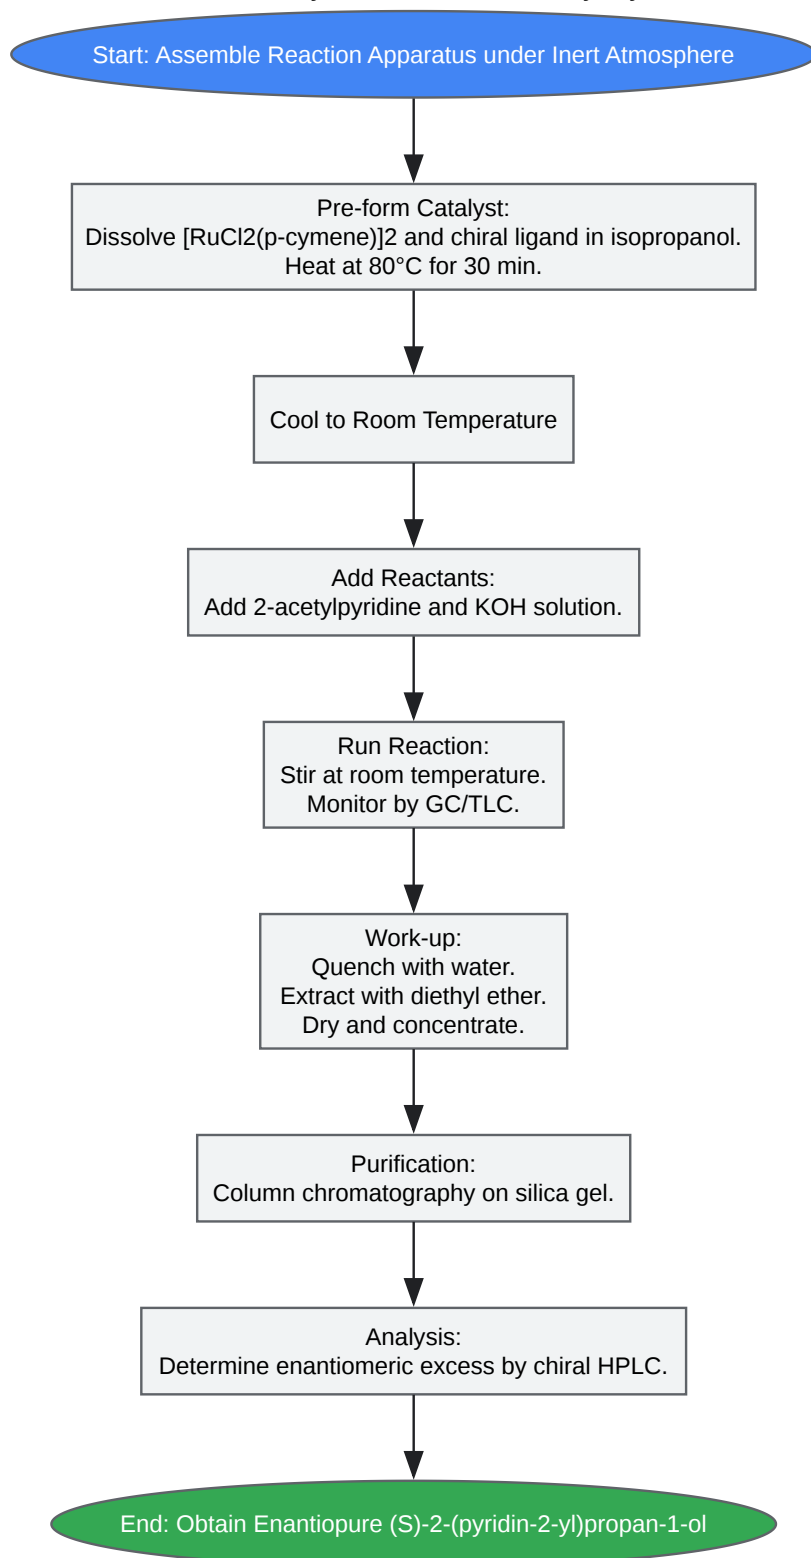 Start: Assemble Reaction Apparatus under Inert Atmosphere
Pre-form Catalyst:
Dissolve [RuCl2(p-cymene)]2 and chiral ligand in isopropanol.
Heat at 80°C for 30 min.
Cool to Room Temperature
Add Reactants:
Add 2-acetylpyridine and KOH solution.
Run Reaction:
Stir at room temperature.
Monitor by GC/TLC.
Work-up:
Quench with water.
Extract with diethyl ether.
Dry and concentrate.
Purification:
Column chromatography on silica gel.
Analysis:
Determine enantiomeric excess by chiral HPLC.
End: Obtain Enantiopure (S)-2-(pyridin-2-yl)propan-1-ol